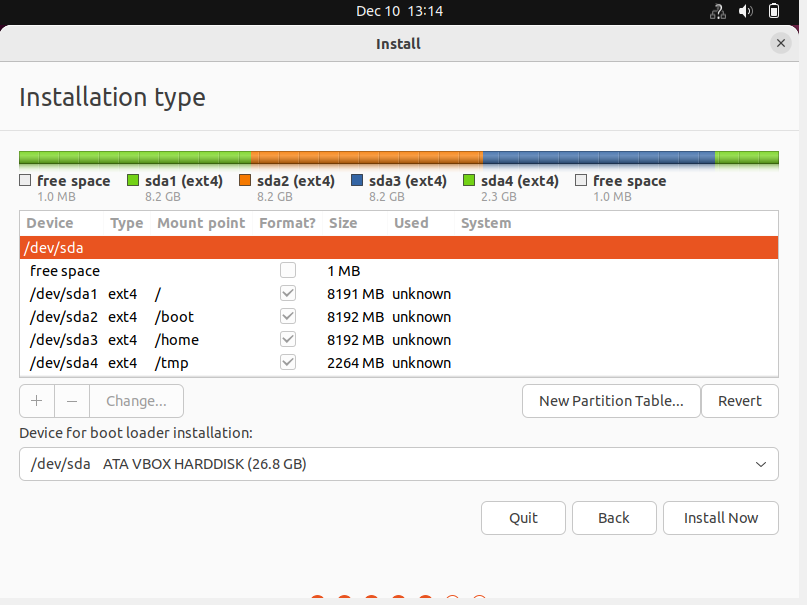 Dec 10 13:14
Install
Installation type
free space sda1 (ext4) sda2 (ext4) sda3 (ext4) sda4 (ext4) free space
1.0 MB 8.2 GB 8.2 GB 8.2 GB 2.3 GB 1.0 MB
Device Type Mount point Format? Size Used System
/dev/sda
free space 1 MB
/dev/sda1 ext4 / 8191 MB unknown
/dev/sda2 ext4 /boot 8192 MB unknown
/dev/sda3 ext4 /home 8192 MB unknown
/dev/sda4 ext4 /tmp 2264 MB unknown
+ − Change... New Partition Table... Revert
Device for boot loader installation:
/dev/sda ATA VBOX HARDDISK (26.8 GB)
Quit Back Install Now